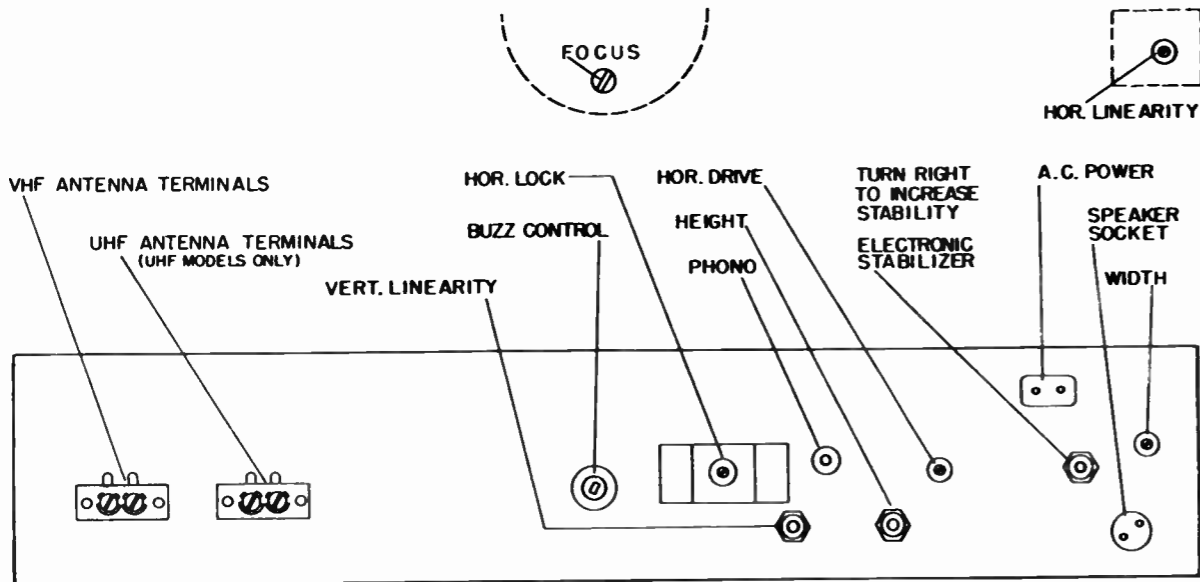 FOCUS
HOR. LINEARITY
VHF ANTENNA TERMINALS
UHF ANTENNA TERMINALS
(UHF MODELS ONLY)
VERT. LINEARITY
HOR. LOCK
BUZZ CONTROL
HOR. DRIVE
HEIGHT
PHONO
TURN RIGHT
TO INCREASE
STABILITY
ELECTRONIC
STABILIZER
A.C. POWER
SPEAKER
SOCKET
WIDTH